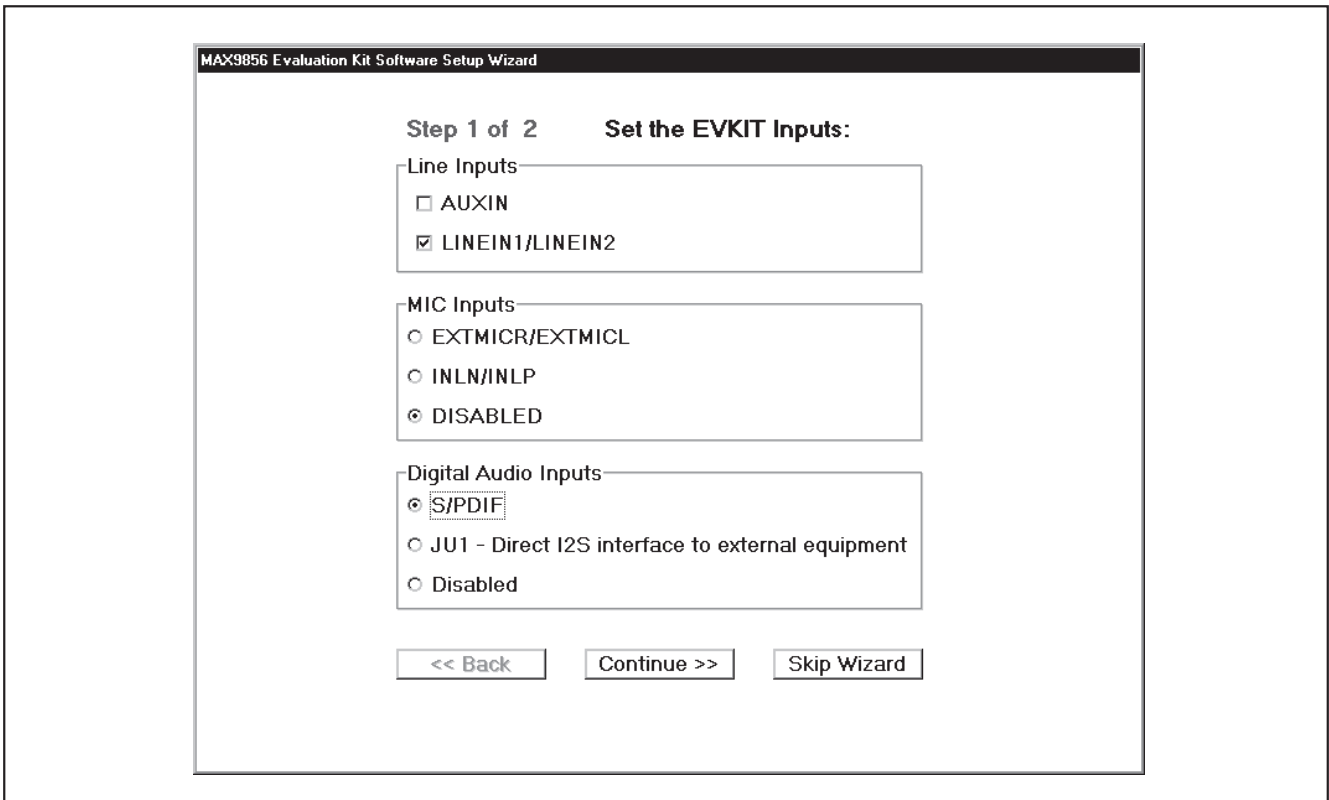 MAX9856 Evaluation Kit Software Setup Wizard
Step 1 of 2 Set the EVKIT Inputs:
Line Inputs
AUXIN
LINEIN1/LINEIN2
MIC Inputs
EXTMICR/EXTMICL
INLN/INLP
DISABLED
Digital Audio Inputs
S/PDIF
JU1 - Direct I2S interface to external equipment
Disabled
<< Back Continue >> Skip Wizard